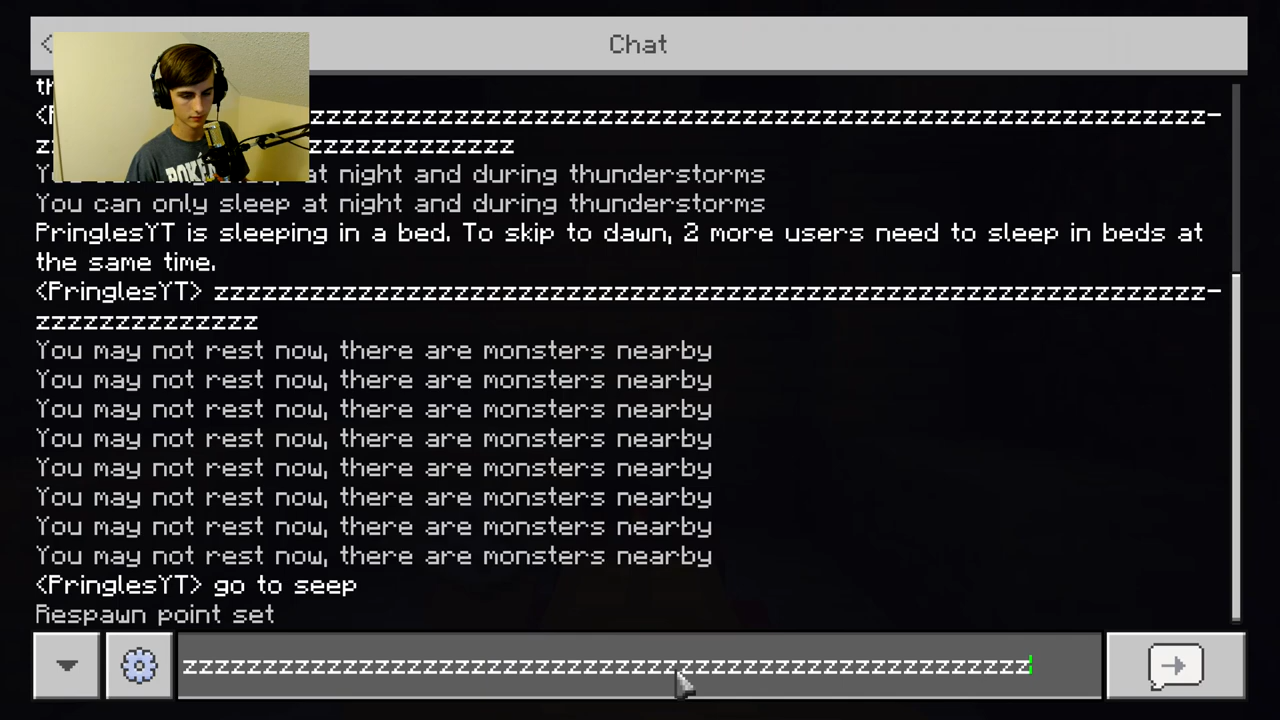 Chat
th
zzzzzzzzzzzzzzzzzzzzzzzzzzzzzzzzzzzzzzzzzzzzzzzzzzzzzzzz-
zzzzzzzzzzzzz
at night and during thunderstorms
You can only sleep at night and during thunderstorms
PringlesYT is sleeping in a bed. To skip to dawn, 2 more users need to sleep in beds at
the same time.
<PringlesYT> zzzzzzzzzzzzzzzzzzzzzzzzzzzzzzzzzzzzzzzzzzzzzzzzzzzzzzzzzzzzzz-
zzzzzzzzzzzzzz
You may not rest now, there are monsters nearby
You may not rest now, there are monsters nearby
You may not rest now, there are monsters nearby
You may not rest now, there are monsters nearby
You may not rest now, there are monsters nearby
You may not rest now, there are monsters nearby
You may not rest now, there are monsters nearby
You may not rest now, there are monsters nearby
<PringlesYT> go to seep
Respawn point set
zzzzzzzzzzzzzzzzzzzzzzzzzzzzzzzzzzzzzzzzzzzzzzzzzzzzz